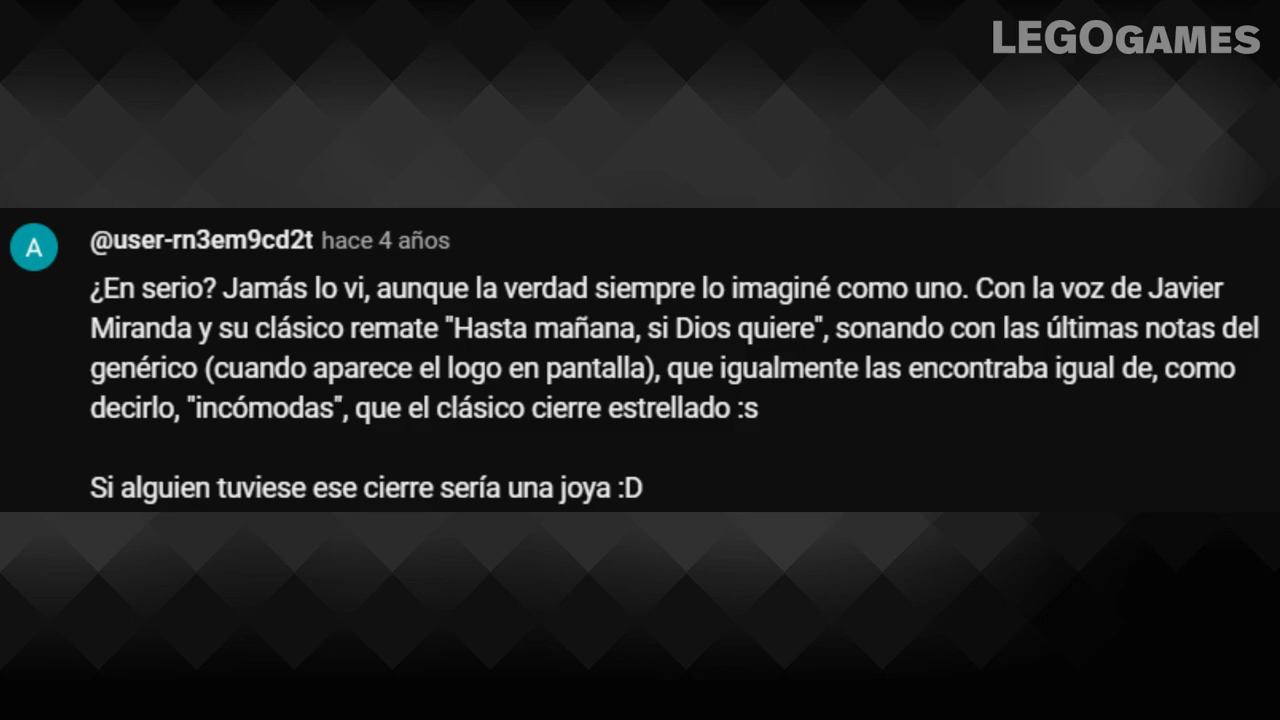 LEGOGAMES
A
@user-rn3em9cd2t hace 4 años
¿En serio? Jamás lo vi, aunque la verdad siempre lo imaginé como uno. Con la voz de Javier
Miranda y su clásico remate "Hasta mañana, si Dios quiere", sonando con las últimas notas del
genérico (cuando aparece el logo en pantalla), que igualmente las encontraba igual de, como
decirlo, "incómodas", que el clásico cierre estrellado :s
Si alguien tuviese ese cierre sería una joya :D